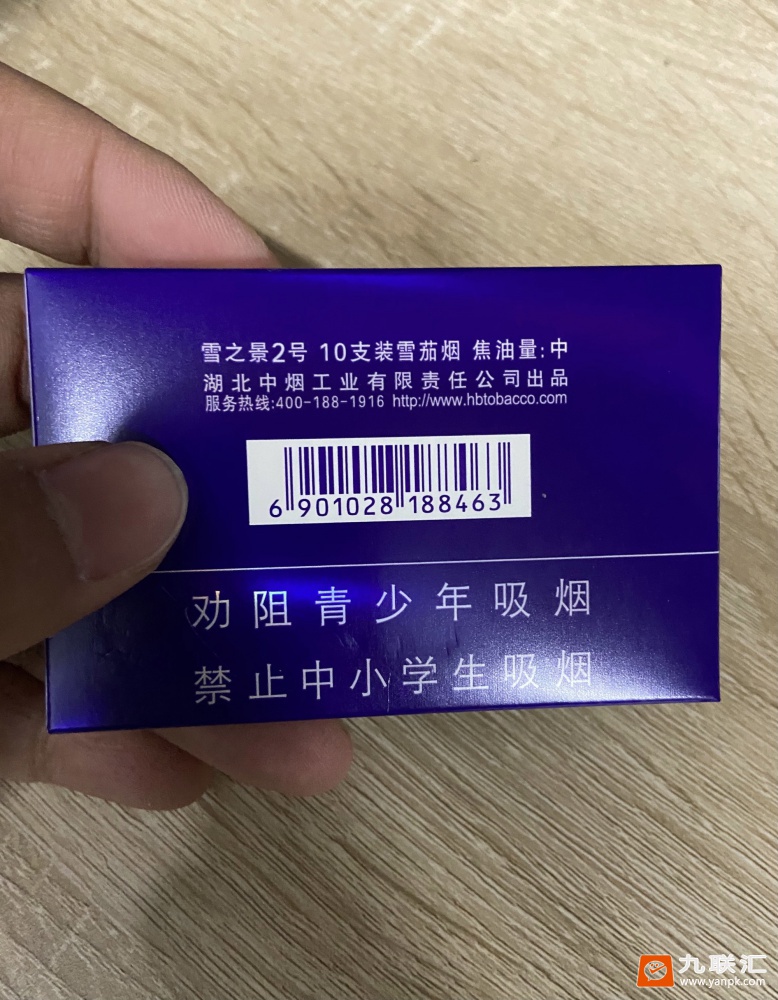 雪之景2号 10支装雪茄烟 焦油量:中
湖北中烟工业有限责任公司出品
服务热线:400-188-1916 http://www.hbtobacco.com
6 901028 188463
劝阻青少年吸烟
禁止中小学生吸烟
九联汇
www.yanpk.com